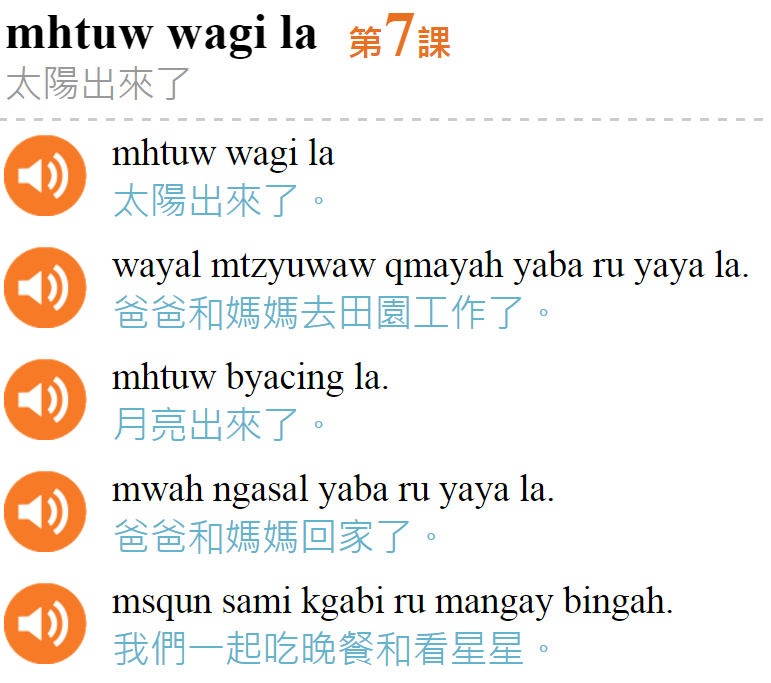 mhtuw wagi la 第7課
太陽出來了
mhtuw wagi la
太陽出來了。
wayal mtzyuwaw qmayah yaba ru yaya la.
爸爸和媽媽去田園工作了。
mhtuw byacing la.
月亮出來了。
mwah ngasal yaba ru yaya la.
爸爸和媽媽回家了。
msqun sami kgabi ru mangay bingah.
我們一起吃晚餐和看星星。